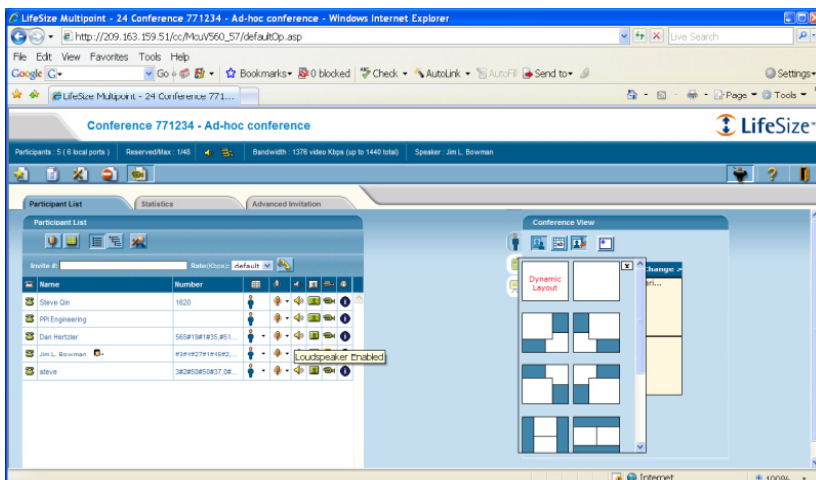 LifeSize Multipoint - 24 Conference 771234 - Ad-hoc conference - Windows Internet Explorer
http://209.163.159.51/cc/McuV560_57/defaultOp.asp
Live Search
File Edit View Favorites Tools Help
Google G Go Bookmarks 0 blocked Check AutoLink AutoFill Send to Settings
LifeSize Multipoint - 24 Conference 771... Page Tools
Conference 771234 - Ad-hoc conference
LifeSize
Participants : 5 ( 6 local ports ) Reserved/Max : 1/48 Bandwidth : 1376 video Kbps (up to 1440 total) Speaker : Jim L. Bowman
Participant List Statistics Advanced Invitation
Participant List
Conference View
Invite #: Rate(Kbps): default
Name Number
Steve Qin 1620
PPI Engineering
Dan Hertzler
Jim L. Bowman
Loudspeaker Enabled
steve
Dynamic
Layout
Change >
Internet 100%